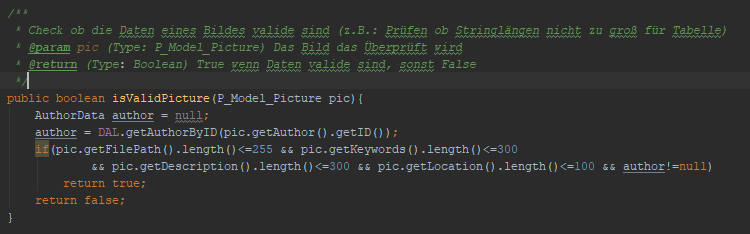 /**
* Check ob die Daten eines Bildes valide sind (z.B.: Prüfen ob Stringlängen nicht zu groß für Tabelle)
* @param pic (Type: P_Model_Picture) Das Bild das Überprüft wird
* @return (Type: Boolean) True wenn Daten valide sind, sonst False
*/
public boolean isValidPicture(P_Model_Picture pic){
AuthorData author = null;
author = DAL.getAuthorByID(pic.getAuthor().getID());
if(pic.getFilePath().length()<=255 && pic.getKeywords().length()<=300
&& pic.getDescription().length()<=300 && pic.getLocation().length()<=100 && author!=null)
return true;
return false;
}